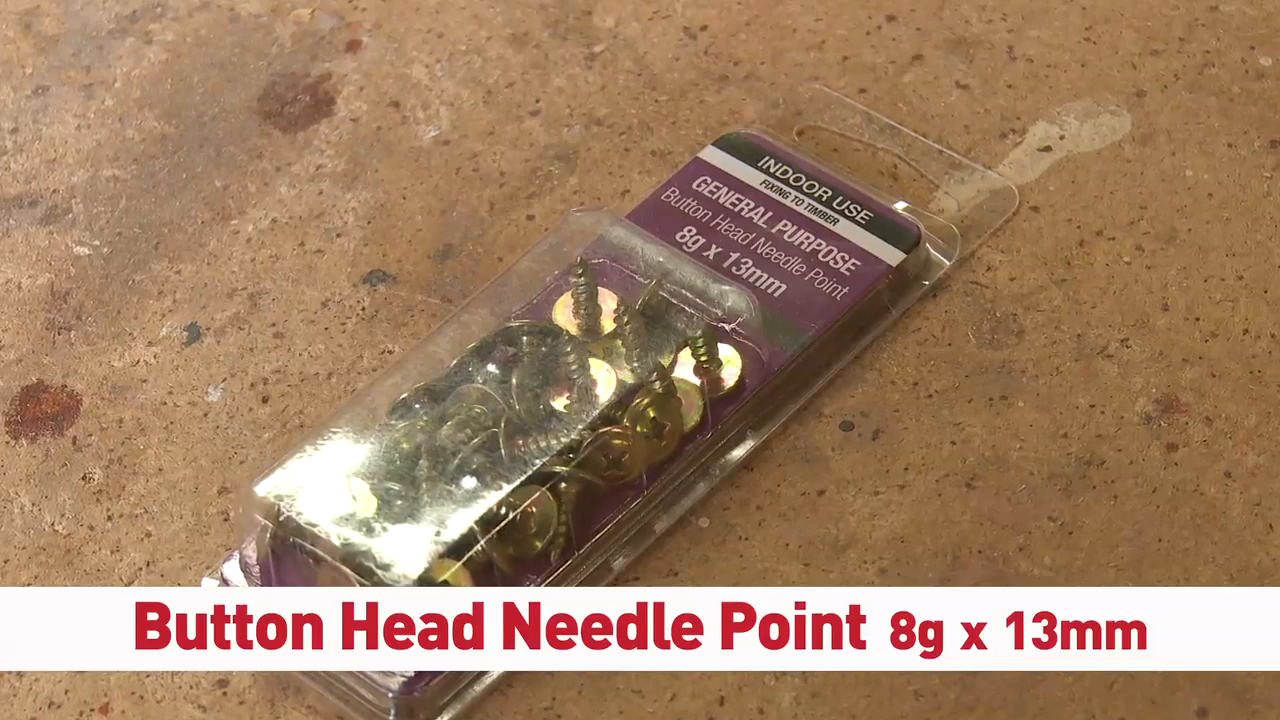 INDOOR USE
FIXING TO TIMBER
GENERAL PURPOSE
Button Head Needle Point
8g x 13mm
Button Head Needle Point 8g x 13mm